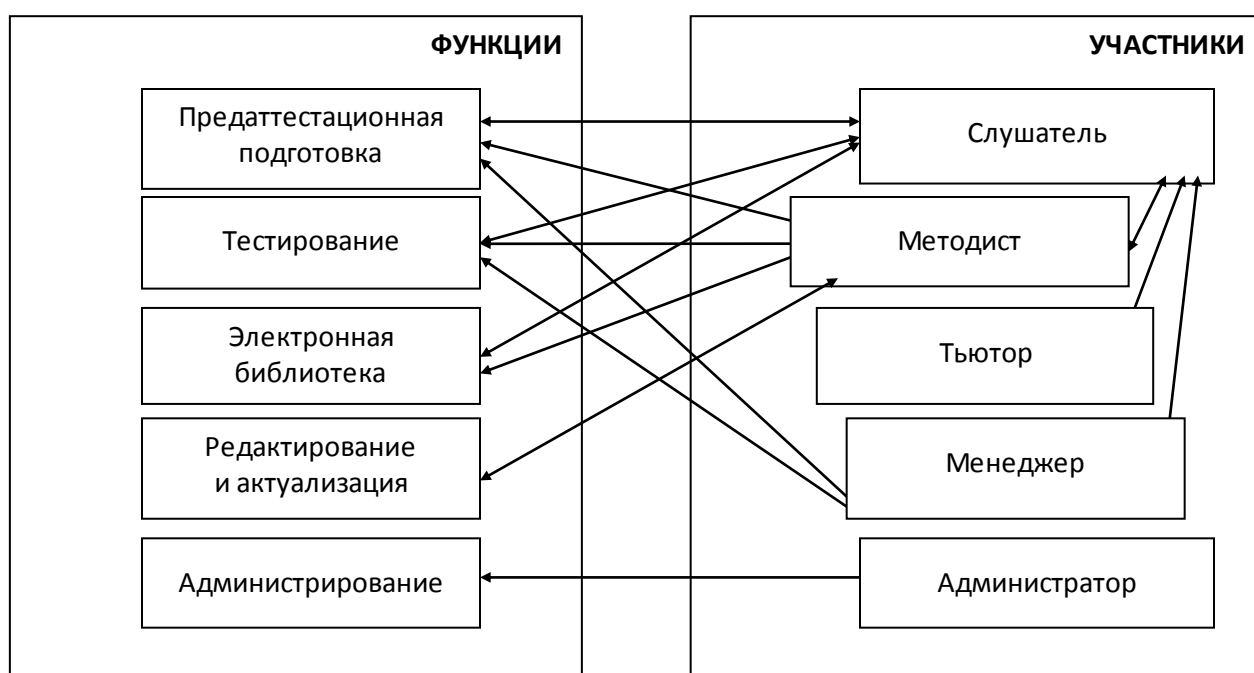 ФУНКЦИИ
Предаттестационная
подготовка
Тестирование
Электронная
библиотека
Редактирование
и актуализация
Администрирование
УЧАСТНИКИ
Слушатель
Методист
Тьютор
Менеджер
Администратор